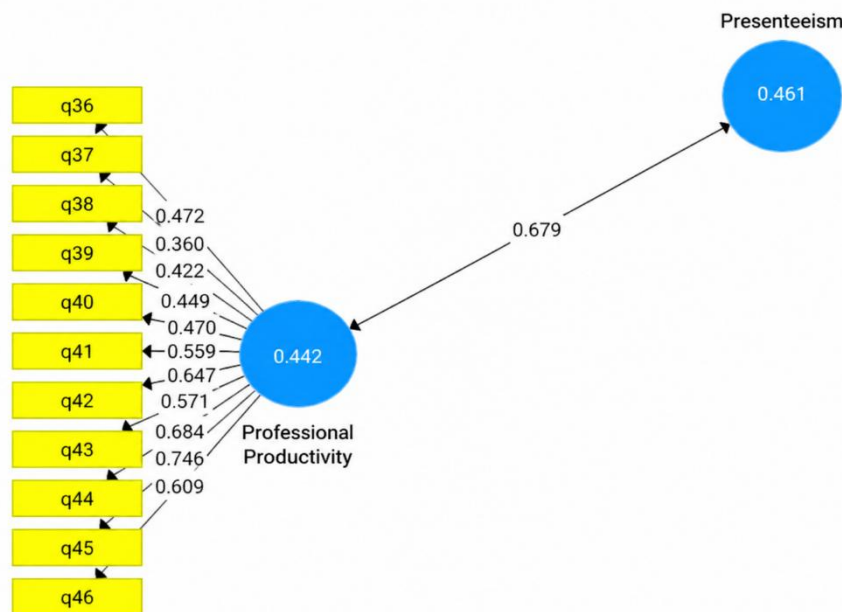 Presenteeism
0.461
q36
q37
q38
q39
q40
q41
q42
q43
q44
q45
q46
0.472
0.360
0.422
0.449
0.470
0.559
0.647
0.571
0.684
0.746
0.609
0.679
0.442
Professional
Productivity